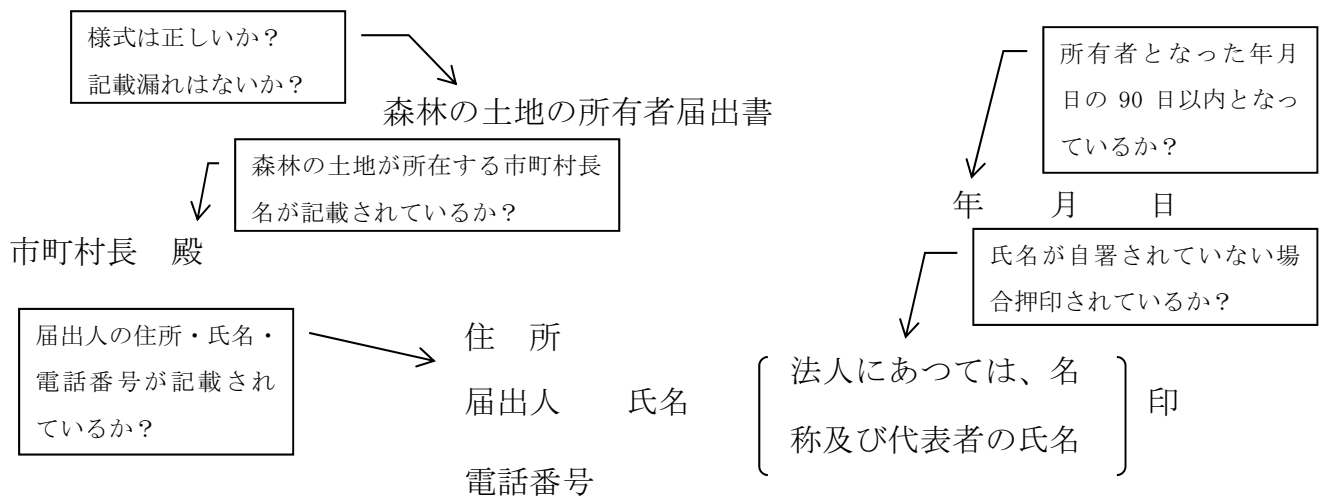 様式は正しいか？
記載漏れはないか？
森林の土地の所有者届出書
所有者となった年月
日の 90 日以内となっ
ているか？
森林の土地が所在する市町村長
名が記載されているか？
年　月　日
市町村長　殿
氏名が自署されていない場
合押印されているか？
届出人の住所・氏名・
電話番号が記載され
ているか？
住　所
届出人　氏名
法人にあつては、名
称及び代表者の氏名
印
電話番号